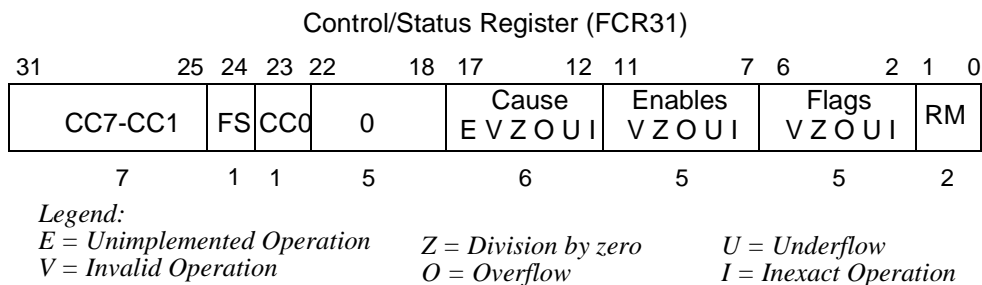 Control/Status Register (FCR31)
31 25 24 23 22 18 17 12 11 7 6 2 1 0
CC7-CC1 FS CC0 0 Cause E V Z O U I Enables V Z O U I Flags V Z O U I RM
7 1 1 5 6 5 5 2
Legend:
E = Unimplemented Operation Z = Division by zero U = Underflow
V = Invalid Operation O = Overflow I = Inexact Operation